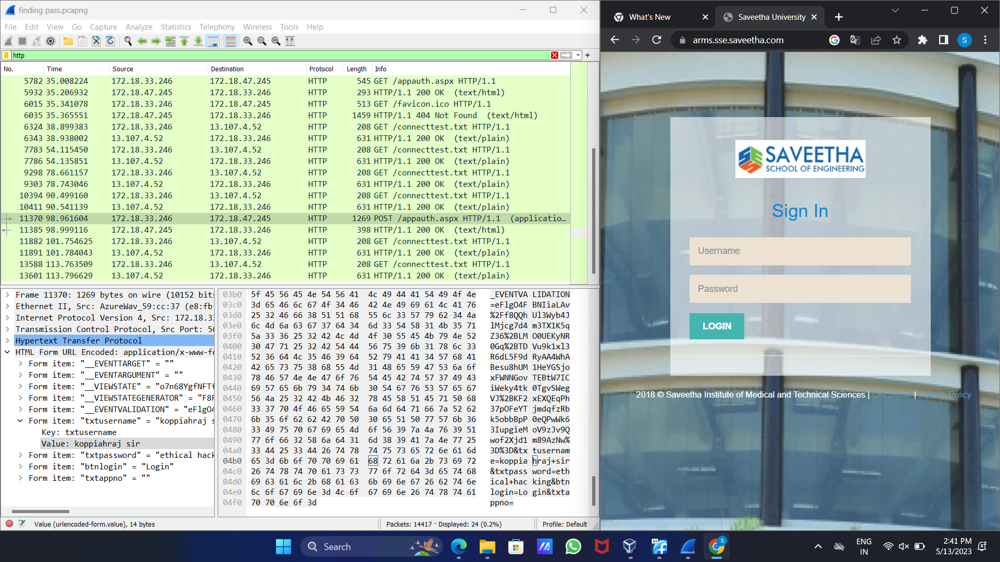 finding pass.pcapng
File Edit View Go Capture Analyze Statistics Telephony Wireless Tools Help
http
No. Time Source Destination Protocol Length Info
5782 35.008224 172.18.33.246 172.18.47.245 HTTP 545 GET /appauth.aspx HTTP/1.1
5932 35.206932 172.18.47.245 172.18.33.246 HTTP 293 HTTP/1.1 200 OK (text/html)
6015 35.341078 172.18.33.246 172.18.47.245 HTTP 513 GET /favicon.ico HTTP/1.1
6035 35.365551 172.18.47.245 172.18.33.246 HTTP 1459 HTTP/1.1 404 Not Found (text/html)
6324 38.899383 172.18.33.246 13.107.4.52 HTTP 208 GET /connecttest.txt HTTP/1.1
6343 38.938002 13.107.4.52 172.18.33.246 HTTP 631 HTTP/1.1 200 OK (text/plain)
7783 54.115450 172.18.33.246 13.107.4.52 HTTP 208 GET /connecttest.txt HTTP/1.1
7786 54.135851 13.107.4.52 172.18.33.246 HTTP 631 HTTP/1.1 200 OK (text/plain)
9298 78.661157 172.18.33.246 13.107.4.52 HTTP 208 GET /connecttest.txt HTTP/1.1
9303 78.743046 13.107.4.52 172.18.33.246 HTTP 631 HTTP/1.1 200 OK (text/plain)
10394 90.499160 172.18.33.246 13.107.4.52 HTTP 208 GET /connecttest.txt HTTP/1.1
10411 90.541139 13.107.4.52 172.18.33.246 HTTP 631 HTTP/1.1 200 OK (text/plain)
11370 98.961604 172.18.33.246 172.18.47.245 HTTP 1269 POST /appauth.aspx HTTP/1.1 (applicatio…
11385 98.999116 172.18.47.245 172.18.33.246 HTTP 398 HTTP/1.1 200 OK (text/html)
11882 101.754625 172.18.33.246 13.107.4.52 HTTP 208 GET /connecttest.txt HTTP/1.1
11891 101.784043 13.107.4.52 172.18.33.246 HTTP 631 HTTP/1.1 200 OK (text/plain)
13588 113.763509 172.18.33.246 13.107.4.52 HTTP 208 GET /connecttest.txt HTTP/1.1
13601 113.796629 13.107.4.52 172.18.33.246 HTTP 631 HTTP/1.1 200 OK (text/plain)
Frame 11370: 1269 bytes on wire (10152 bits
Ethernet II, Src: AzureWav_59:cc:37 (e8:fb
Internet Protocol Version 4, Src: 172.18.33
Transmission Control Protocol, Src Port: 56
Hypertext Transfer Protocol
HTML Form URL Encoded: application/x-www-fo
Form item: "__EVENTTARGET" = ""
Form item: "__EVENTARGUMENT" = ""
Form item: "__VIEWSTATE" = "o7n68YgfNFTf
Form item: "__VIEWSTATEGENERATOR" = "F8F
Form item: "__EVENTVALIDATION" = "eFlgO4
Form item: "txtusername" = "koppiahraj s
Key: txtusername
Value: koppiahraj sir
Form item: "txtpassword" = "ethical hack
Form item: "btnlogin" = "Login"
Form item: "txtappno" = ""
03b0 5f 45 56 45 4e 54 56 41 4c 49 44 41 54 49 4f 4e _EVENTVA LIDATION
03c0 3d 65 46 6c 67 4f 34 46 42 4e 49 69 61 4c 41 76 =eFlgO4F BNIiaLAv
03d0 25 32 46 66 38 51 51 68 55 6c 33 57 79 62 34 4a %2Ff8QQh Ul3Wyb4J
03e0 6c 4d 6a 63 67 37 64 34 6d 33 54 58 31 4b 35 71 lMjcg7d4 m3TX1K5q
03f0 5a 33 36 25 32 42 4c 4d 4f 30 55 45 4b 79 4e 52 Z36%2BLM O0UEKyNR
0400 30 47 71 25 32 42 54 44 56 75 39 6b 31 78 6c 33 0Gq%2BTD Vu9k1xl3
0410 52 36 64 4c 35 46 39 64 52 79 41 41 34 57 68 41 R6dL5F9d RyAA4WhA
0420 42 65 73 75 38 68 55 4d 31 48 65 59 47 53 6a 6f Besu8hUM 1HeYGSjo
0430 78 46 57 4e 4e 47 6f 76 54 45 42 74 57 37 49 43 xFWNNGov TEBtW7IC
0440 69 57 65 6b 79 34 74 6b 30 54 67 76 53 57 65 67 iWeky4tk 0TgvSWeg
0450 56 4a 25 32 42 4b 46 32 78 45 58 51 45 71 50 68 VJ%2BKF2 xEXQEqPh
0460 33 37 70 4f 46 65 59 54 6a 6d 64 71 66 7a 52 62 37pOFeYT jmdqfzRb
0470 6b 35 6f 62 62 42 70 50 30 65 51 50 77 57 6b 36 k5obbBpP 0eQPwWk6
0480 33 49 75 70 67 69 65 4d 6f 56 39 7a 4a 76 39 51 3IupgieM oV9zJv9Q
0490 77 6f 66 32 58 6a 64 31 6d 38 39 41 7a 4e 77 25 wof2Xjd1 m89AzNw%
04a0 33 44 25 33 44 26 74 78 74 75 73 65 72 6e 61 6d 3D%3D&tx tusernam
04b0 65 3d 6b 6f 70 70 69 61 68 72 61 6a 2b 73 69 72 e=koppia hraj+sir
04c0 26 74 78 74 70 61 73 73 77 6f 72 64 3d 65 74 68 &txtpass word=eth
04d0 69 63 61 6c 2b 68 61 63 6b 69 6e 67 26 62 74 6e ical+hac king&btn
04e0 6c 6f 67 69 6e 3d 4c 6f 67 69 6e 26 74 78 74 61 login=Lo gin&txta
04f0 70 70 6e 6f 3d ppno=
Value (urlencoded-form.value), 14 bytes
Packets: 14417 · Displayed: 24 (0.2%)
Profile: Default
What's New
Saveetha University
arms.sse.saveetha.com
S
SAVEETHA
SCHOOL OF ENGINEERING
Sign In
Username
Password
LOGIN
2018 © Saveetha Institute of Medical and Technical Sciences | Disclaimer | Privacy Policy
Search
64
S
ENG
IN
2:41 PM
5/13/2023